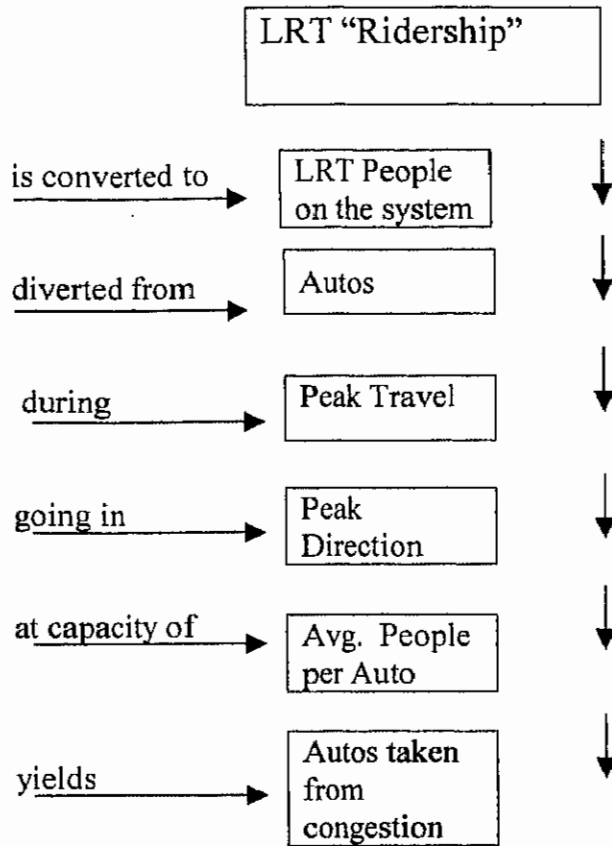 LRT “Ridership”
is converted to
LRT People
on the system
diverted from
Autos
during
Peak Travel
going in
Peak
Direction
at capacity of
Avg. People
per Auto
yields
Autos taken
from
congestion